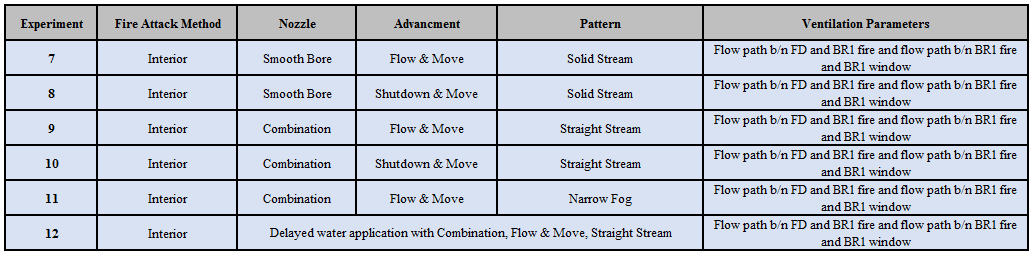 Experiment Fire Attack Method Nozzle Advancment Pattern Ventilation Parameters
7 Interior Smooth Bore Flow & Move Solid Stream Flow path b/n FD and BR1 fire and flow path b/n BR1 fire
and BR1 window
8 Interior Smooth Bore Shutdown & Move Solid Stream Flow path b/n FD and BR1 fire and flow path b/n BR1 fire
and BR1 window
9 Interior Combination Flow & Move Straight Stream Flow path b/n FD and BR1 fire and flow path b/n BR1 fire
and BR1 window
10 Interior Combination Shutdown & Move Straight Stream Flow path b/n FD and BR1 fire and flow path b/n BR1 fire
and BR1 window
11 Interior Combination Flow & Move Narrow Fog Flow path b/n FD and BR1 fire and flow path b/n BR1 fire
and BR1 window
12 Interior Delayed water application with Combination, Flow & Move, Straight Stream Flow path b/n FD and BR1 fire and flow path b/n BR1 fire
and BR1 window